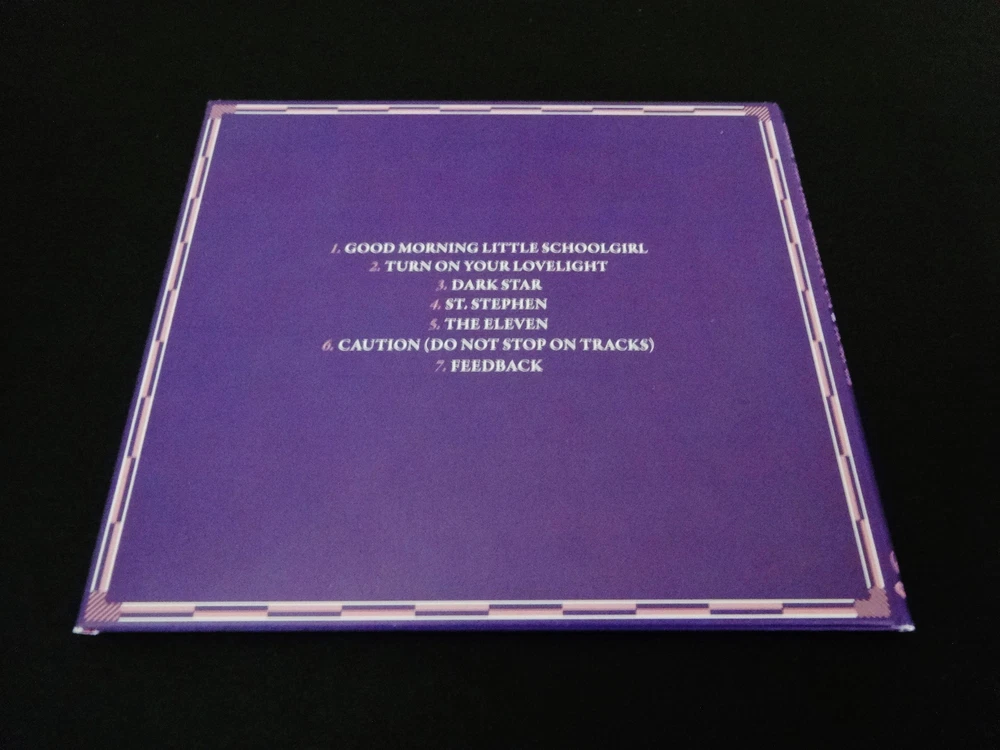 1. GOOD MORNING LITTLE SCHOOLGIRL
2. TURN ON YOUR LOVELIGHT
3. DARK STAR
4. ST. STEPHEN
5. THE ELEVEN
6. CAUTION (DO NOT STOP ON TRACKS)
7. FEEDBACK